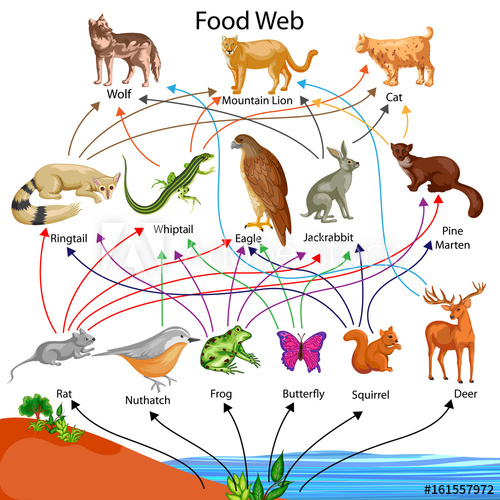 Food Web
Wolf
Mountain Lion
Cat
Ringtail
Whiptail
Eagle
Jackrabbit
Pine
Marten
Rat
Nuthatch
Frog
Butterfly
Squirrel
Deer
#161557972